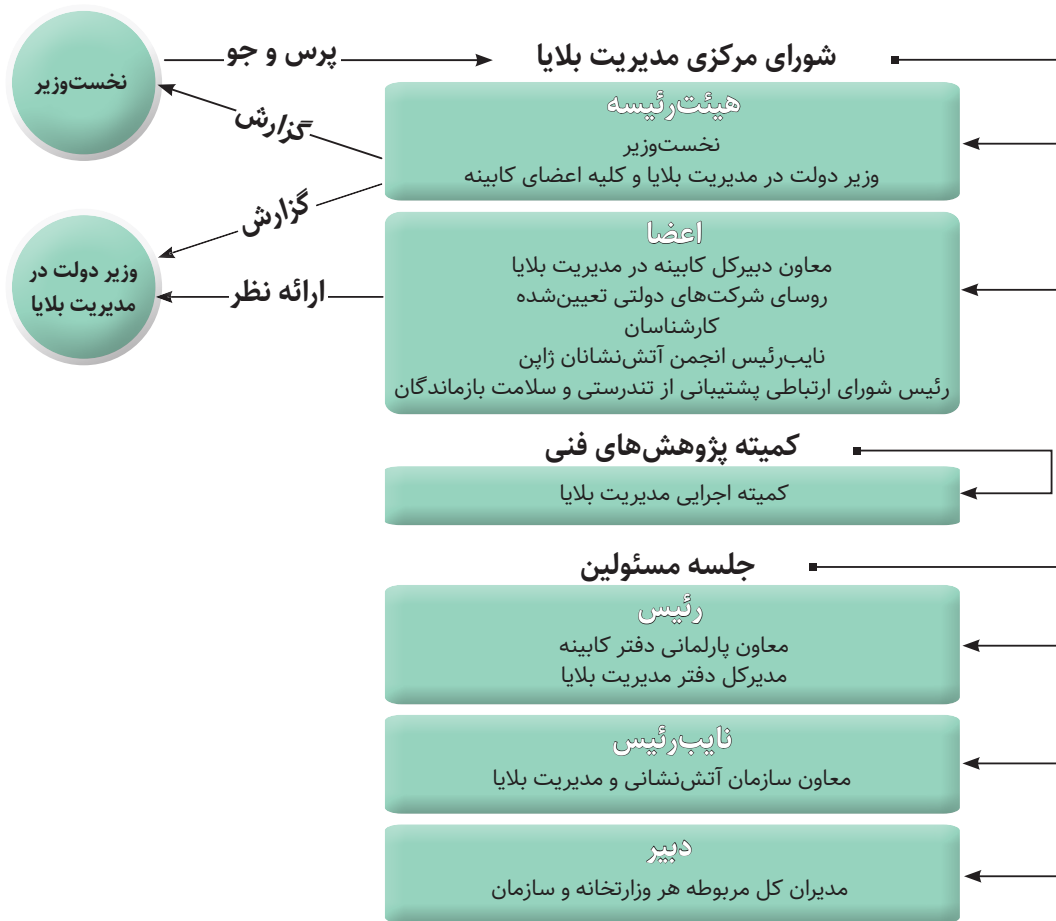 شورای مرکزی مدیریت بلایا
پرس و جو
نخست‌وزیر
گزارش
هیئت‌رئیسه
نخست‌وزیر
وزیر دولت در مدیریت بلایا و کلیه اعضای کابینه
گزارش
وزیر دولت در
مدیریت بلایا
ارائه نظر
اعضا
معاون دبیرکل کابینه در مدیریت بلایا
روسای شرکت‌های دولتی تعیین‌شده
کارشناسان
نایب‌رئیس انجمن آتش‌نشانان ژاپن
رئیس شورای ارتباطی پشتیبانی از تندرستی و سلامت بازماندگان
کمیته پژوهش‌های فنی
کمیته اجرایی مدیریت بلایا
جلسه مسئولین
رئیس
معاون پارلمانی دفتر کابینه
مدیرکل دفتر مدیریت بلایا
نایب‌رئیس
معاون سازمان آتش‌نشانی و مدیریت بلایا
دبیر
مدیران کل مربوطه هر وزارتخانه و سازمان